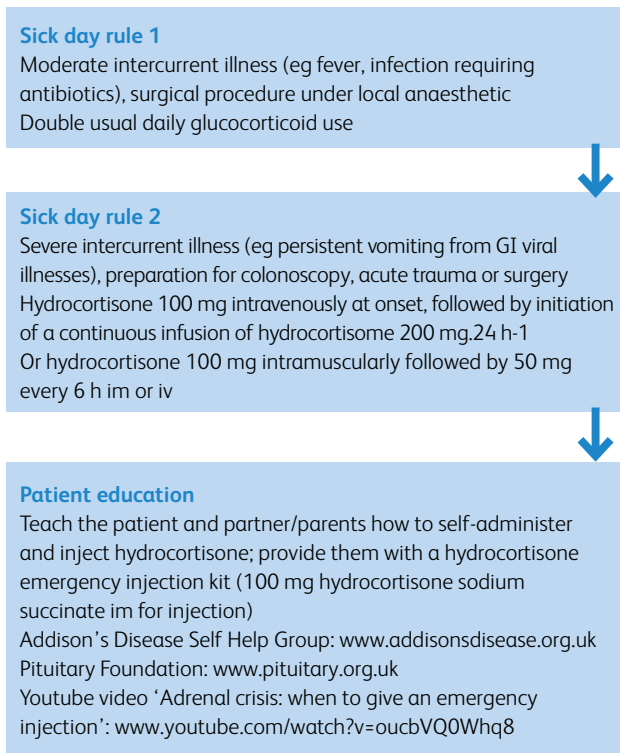 Sick day rule 1
Moderate intercurrent illness (eg fever, infection requiring
antibiotics), surgical procedure under local anaesthetic
Double usual daily glucocorticoid use
Sick day rule 2
Severe intercurrent illness (eg persistent vomiting from GI viral
illnesses), preparation for colonoscopy, acute trauma or surgery
Hydrocortisone 100 mg intravenously at onset, followed by initiation
of a continuous infusion of hydrocortisome 200 mg.24 h-1
Or hydrocortisone 100 mg intramuscularly followed by 50 mg
every 6 h im or iv
Patient education
Teach the patient and partner/parents how to self-administer
and inject hydrocortisone; provide them with a hydrocortisone
emergency injection kit (100 mg hydrocortisone sodium
succinate im for injection)
Addison's Disease Self Help Group: www.addisonsdisease.org.uk
Pituitary Foundation: www.pituitary.org.uk
Youtube video ‘Adrenal crisis: when to give an emergency
injection’: www.youtube.com/watch?v=oucbVQ0Whq8